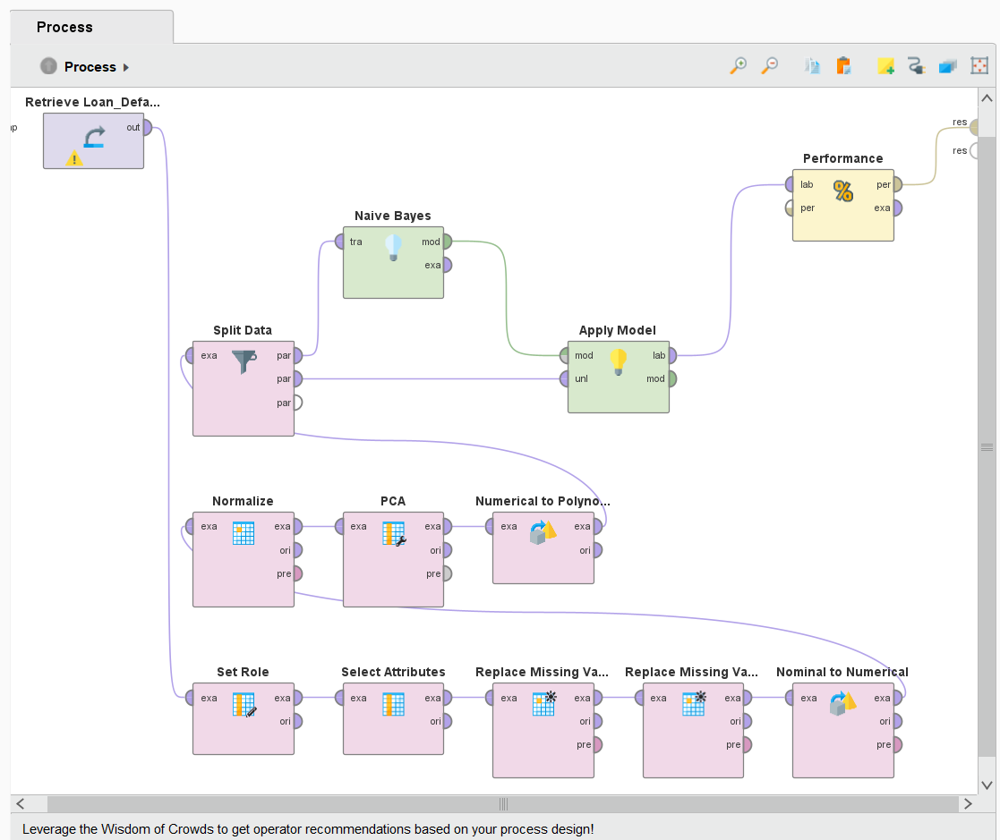 Process
Process
Retrieve Loan_Defa...
out
res
res
Performance
lab
per
per
exa
Naive Bayes
tra
mod
exa
Split Data
exa
par
par
par
Apply Model
mod
lab
unl
mod
Normalize
exa
exa
ori
pre
PCA
exa
exa
ori
pre
Numerical to Polyno...
exa
exa
ori
Set Role
exa
exa
ori
Select Attributes
exa
exa
ori
Replace Missing Va...
exa
exa
ori
pre
Replace Missing Va...
exa
exa
ori
pre
Nominal to Numerical
exa
exa
ori
pre
Leverage the Wisdom of Crowds to get operator recommendations based on your process design!